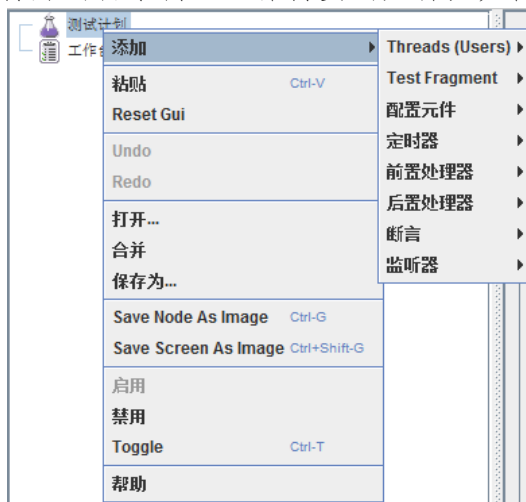 测试计划
工作
添加
Threads (Users)
粘贴 Ctrl-V
Test Fragment
Reset Gui
配置元件
定时器
Undo
前置处理器
Redo
后置处理器
打开...
断言
合并
监听器
保存为...
Save Node As Image Ctrl-G
Save Screen As Image Ctrl+Shift-G
启用
禁用
Toggle Ctrl-T
帮助